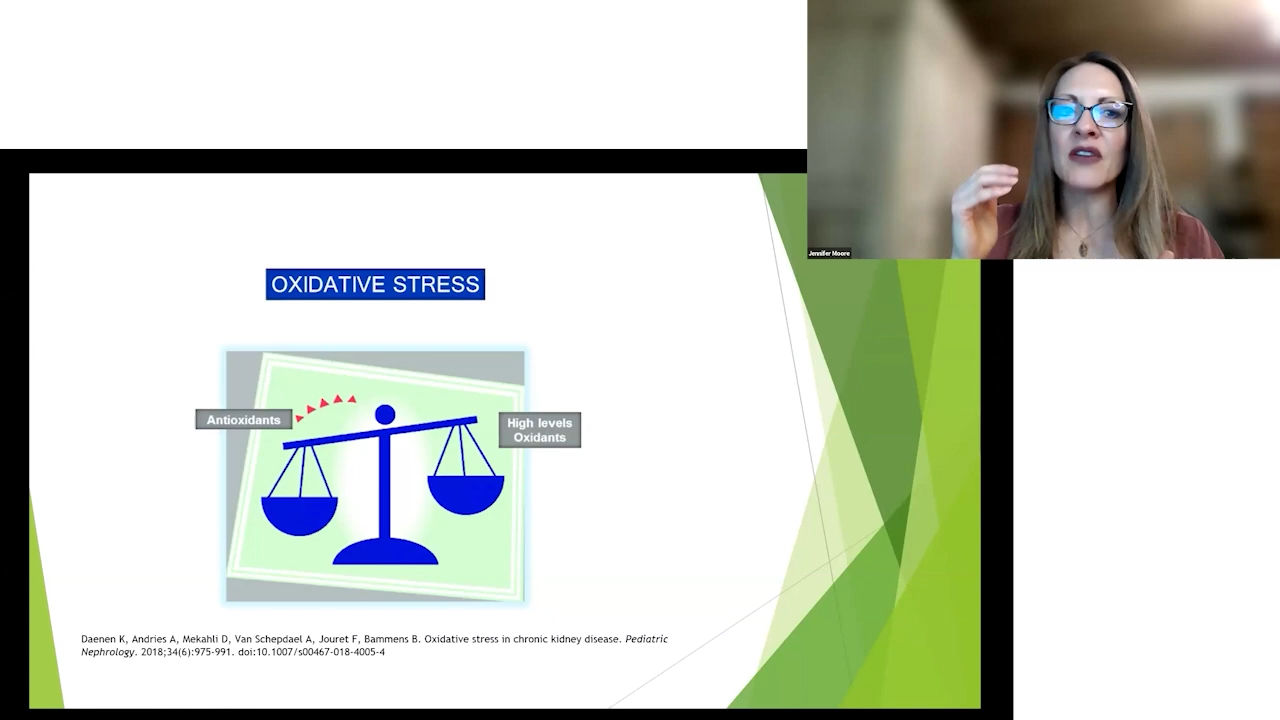 Jennifer Moore
OXIDATIVE STRESS
Antioxidants
High levels
Oxidants
Daenen K, Andries A, Mekahli D, Van Schepdael A, Jouret F, Bammens B. Oxidative stress in chronic kidney disease. Pediatric
Nephrology. 2018;34(6):975-991. doi:10.1007/s00467-018-4005-4